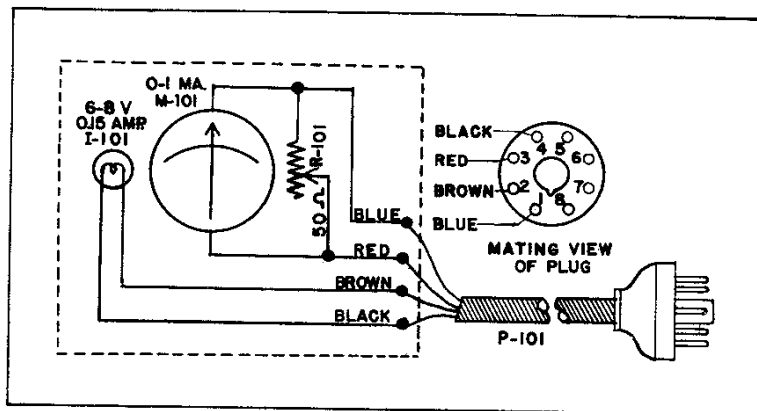 0-1 MA.
M-101
6-8 V
0.15 AMP.
I-101
R-101
50 Ω
BLUE
RED
BROWN
BLACK
BLACK
RED
BROWN
BLUE
4 5
3 6
2 7
1 8
MATING VIEW
OF PLUG
P-101